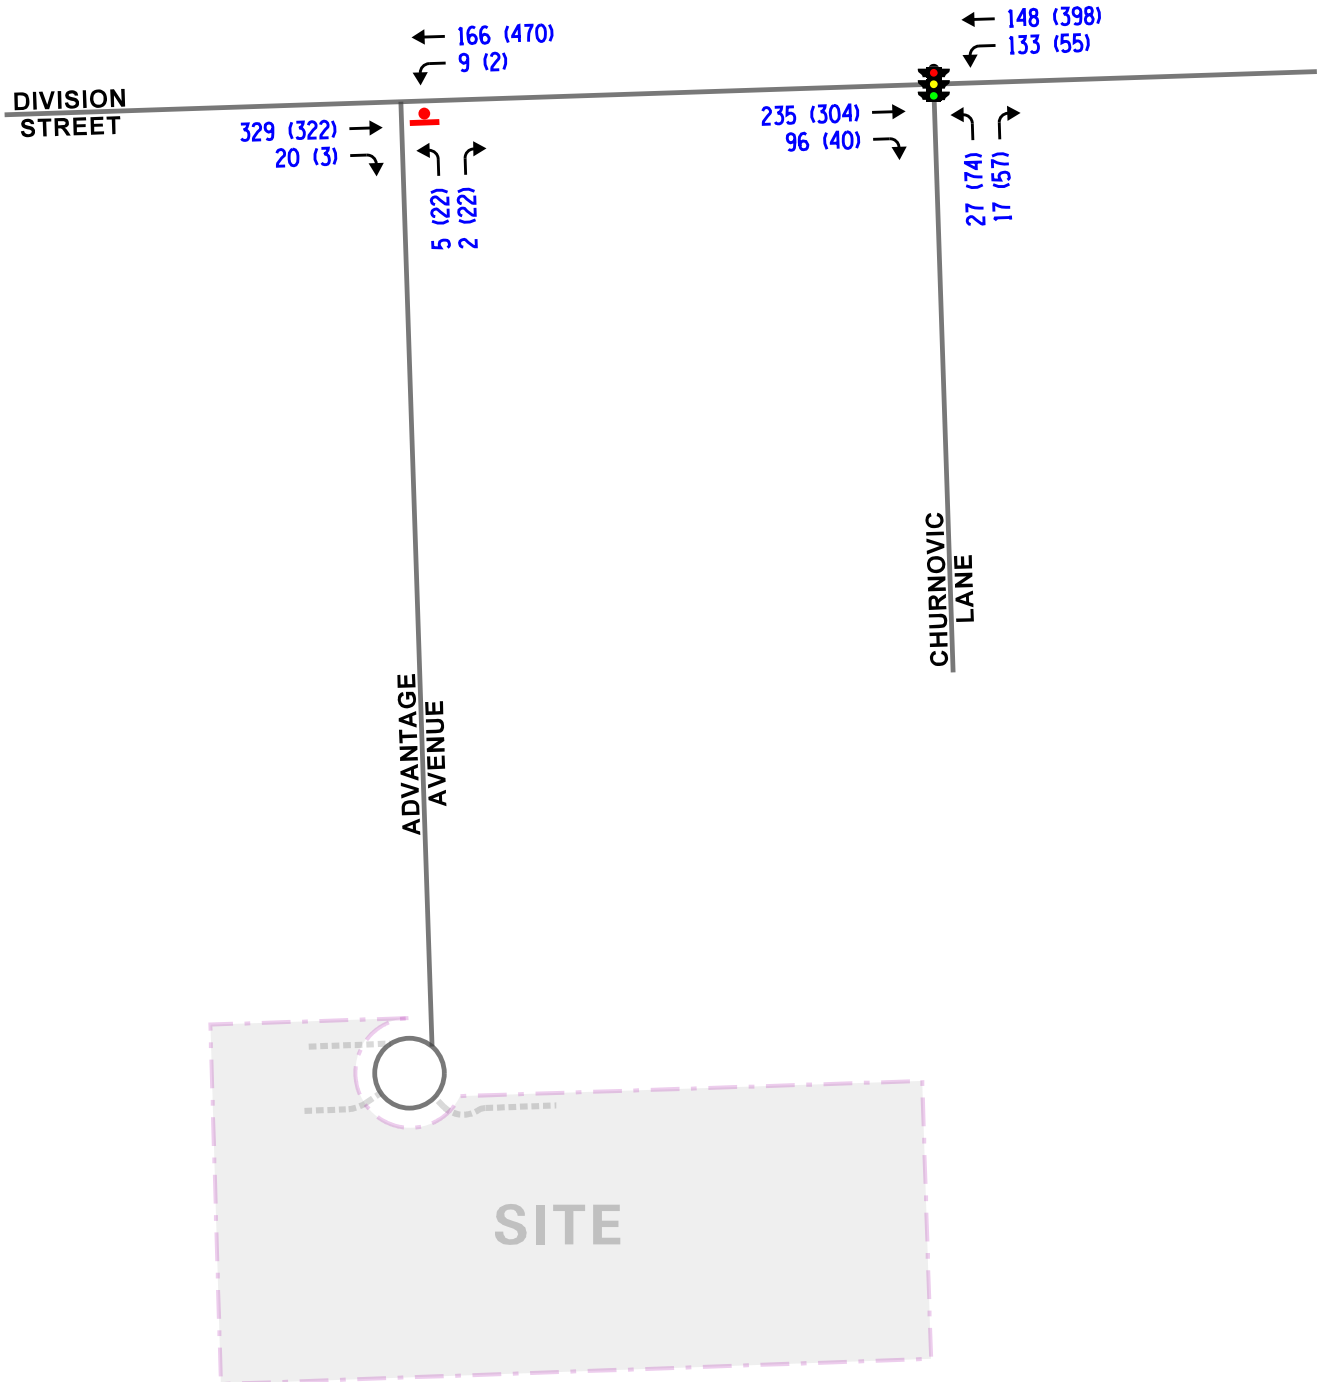 148 (398)
133 (55)
166 (470)
9 (2)
DIVISION
STREET
329 (322)
20 (3)
235 (304)
96 (40)
5 (22)
2 (22)
27 (74)
17 (57)
CHURNOVIC
LANE
ADVANTAGE
AVENUE
SITE